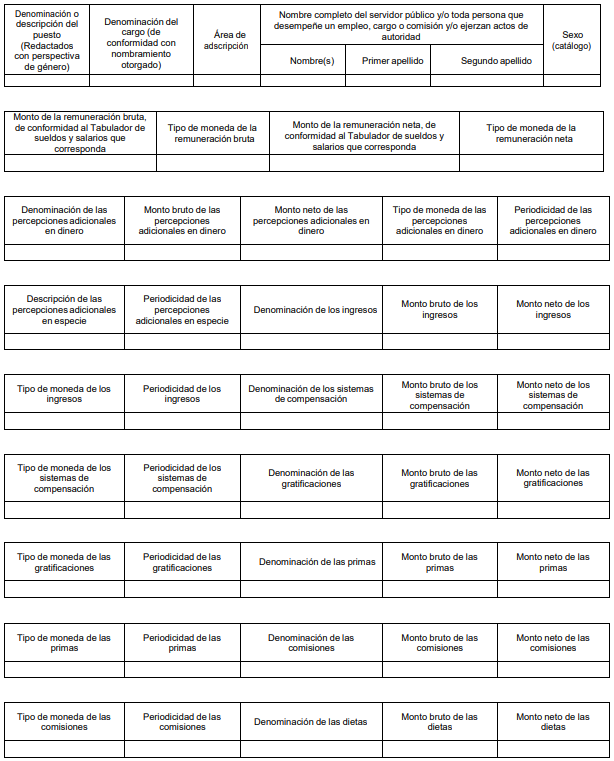 Denominación o
descripción del
puesto
(Redactados
con perspectiva
de género)
Denominación del
cargo (de
conformidad con
nombramiento
otorgado)
Área de
adscripción
Nombre completo del servidor público y/o toda persona que
desempeñe un empleo, cargo o comisión y/o ejerzan actos de
autoridad
Nombre(s)
Primer apellido
Segundo apellido
Sexo
(catálogo)
Monto de la remuneración bruta,
de conformidad al Tabulador de
sueldos y salarios que
corresponda
Tipo de moneda de la
remuneración bruta
Monto de la remuneración neta, de
conformidad al Tabulador de sueldos y
salarios que corresponda
Tipo de moneda de la
remuneración neta
Denominación de las
percepciones adicionales
en dinero
Monto bruto de las
percepciones
adicionales en dinero
Monto neto de las
percepciones adicionales en
dinero
Tipo de moneda de las
percepciones
adicionales en dinero
Periodicidad de las
percepciones
adicionales en dinero
Descripción de las
percepciones adicionales
en especie
Periodicidad de las
percepciones
adicionales en especie
Denominación de los ingresos
Monto bruto de los
ingresos
Monto neto de los
ingresos
Tipo de moneda de los
ingresos
Periodicidad de los
ingresos
Denominación de los sistemas
de compensación
Monto bruto de los
sistemas de
compensación
Monto neto de los
sistemas de
compensación
Tipo de moneda de los
sistemas de
compensación
Periodicidad de los
sistemas de
compensación
Denominación de las
gratificaciones
Monto bruto de las
gratificaciones
Monto neto de las
gratificaciones
Tipo de moneda de las
gratificaciones
Periodicidad de las
gratificaciones
Denominación de las primas
Monto bruto de las
primas
Monto neto de las
primas
Tipo de moneda de las
primas
Periodicidad de las
primas
Denominación de las
comisiones
Monto bruto de las
comisiones
Monto neto de las
comisiones
Tipo de moneda de las
comisiones
Periodicidad de las
comisiones
Denominación de las dietas
Monto bruto de las
dietas
Monto neto de las
dietas